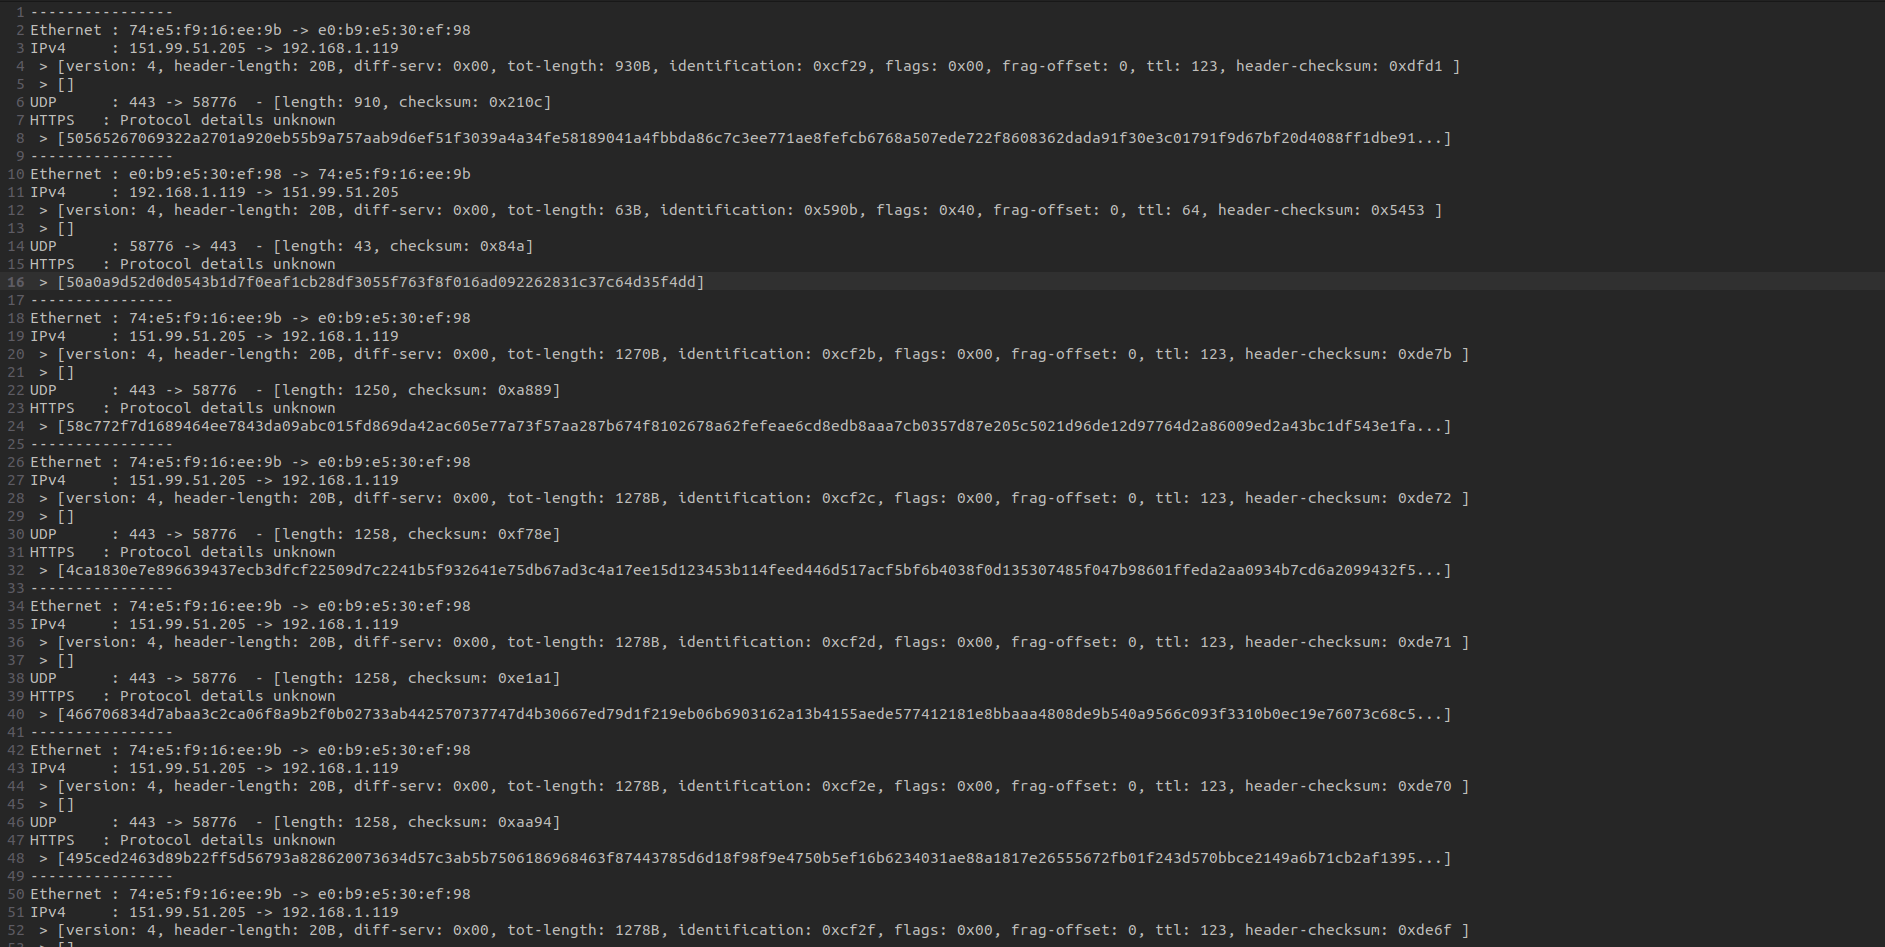 1 ----------------
2 Ethernet : 74:e5:f9:16:ee:9b -> e0:b9:e5:30:ef:98
3 IPv4     : 151.99.51.205 -> 192.168.1.119
4  > [version: 4, header-length: 20B, diff-serv: 0x00, tot-length: 930B, identification: 0xcf29, flags: 0x00, frag-offset: 0, ttl: 123, header-checksum: 0xdfd1 ]
5  > []
6 UDP      : 443 -> 58776  - [length: 910, checksum: 0x210c]
7 HTTPS   : Protocol details unknown
8  > [50565267069322a2701a920eb55b9a757aab9d6ef51f3039a4a34fe58189041a4fbbda86c7c3ee771ae8fefcb6768a507ede722f8608362dada91f30e3c01791f9d67bf20d4088ff1dbe91...]
9 ----------------
10 Ethernet : e0:b9:e5:30:ef:98 -> 74:e5:f9:16:ee:9b
11 IPv4     : 192.168.1.119 -> 151.99.51.205
12  > [version: 4, header-length: 20B, diff-serv: 0x00, tot-length: 63B, identification: 0x590b, flags: 0x40, frag-offset: 0, ttl: 64, header-checksum: 0x5453 ]
13  > []
14 UDP      : 58776 -> 443  - [length: 43, checksum: 0x84a]
15 HTTPS   : Protocol details unknown
16  > [50a0a9d52d0d0543b1d7f0eaf1cb28df3055f763f8f016ad092262831c37c64d35f4dd]
17 ----------------
18 Ethernet : 74:e5:f9:16:ee:9b -> e0:b9:e5:30:ef:98
19 IPv4     : 151.99.51.205 -> 192.168.1.119
20  > [version: 4, header-length: 20B, diff-serv: 0x00, tot-length: 1270B, identification: 0xcf2b, flags: 0x00, frag-offset: 0, ttl: 123, header-checksum: 0xde7b ]
21  > []
22 UDP      : 443 -> 58776  - [length: 1250, checksum: 0xa889]
23 HTTPS   : Protocol details unknown
24  > [58c772f7d1689464ee7843da09abc015fd869da42ac605e77a73f57aa287b674f8102678a62fefeae6cd8edb8aaa7cb0357d87e205c5021d96de12d97764d2a86009ed2a43bc1df543e1fa...]
25 ----------------
26 Ethernet : 74:e5:f9:16:ee:9b -> e0:b9:e5:30:ef:98
27 IPv4     : 151.99.51.205 -> 192.168.1.119
28  > [version: 4, header-length: 20B, diff-serv: 0x00, tot-length: 1278B, identification: 0xcf2c, flags: 0x00, frag-offset: 0, ttl: 123, header-checksum: 0xde72 ]
29  > []
30 UDP      : 443 -> 58776  - [length: 1258, checksum: 0xf78e]
31 HTTPS   : Protocol details unknown
32  > [4ca1830e7e896639437ecb3dfcf22509d7c2241b5f932641e75db67ad3c4a17ee15d123453b114feed446d517acf5bf6b4038f0d135307485f047b98601ffeda2aa0934b7cd6a2099432f5...]
33 ----------------
34 Ethernet : 74:e5:f9:16:ee:9b -> e0:b9:e5:30:ef:98
35 IPv4     : 151.99.51.205 -> 192.168.1.119
36  > [version: 4, header-length: 20B, diff-serv: 0x00, tot-length: 1278B, identification: 0xcf2d, flags: 0x00, frag-offset: 0, ttl: 123, header-checksum: 0xde71 ]
37  > []
38 UDP      : 443 -> 58776  - [length: 1258, checksum: 0xe1a1]
39 HTTPS   : Protocol details unknown
40  > [466706834d7abaa3c2ca06f8a9b2f0b02733ab442570737747d4b30667ed79d1f219eb06b6903162a13b4155aede577412181e8bbaaa4808de9b540a9566c093f3310b0ec19e76073c68c5...]
41 ----------------
42 Ethernet : 74:e5:f9:16:ee:9b -> e0:b9:e5:30:ef:98
43 IPv4     : 151.99.51.205 -> 192.168.1.119
44  > [version: 4, header-length: 20B, diff-serv: 0x00, tot-length: 1278B, identification: 0xcf2e, flags: 0x00, frag-offset: 0, ttl: 123, header-checksum: 0xde70 ]
45  > []
46 UDP      : 443 -> 58776  - [length: 1258, checksum: 0xaa94]
47 HTTPS   : Protocol details unknown
48  > [495ced2463d89b22ff5d56793a828620073634d57c3ab5b7506186968463f87443785d6d18f98f9e4750b5ef16b6234031ae88a1817e26555672fb01f243d570bbce2149a6b71cb2af1395...]
49 ----------------
50 Ethernet : 74:e5:f9:16:ee:9b -> e0:b9:e5:30:ef:98
51 IPv4     : 151.99.51.205 -> 192.168.1.119
52  > [version: 4, header-length: 20B, diff-serv: 0x00, tot-length: 1278B, identification: 0xcf2f, flags: 0x00, frag-offset: 0, ttl: 123, header-checksum: 0xde6f ]